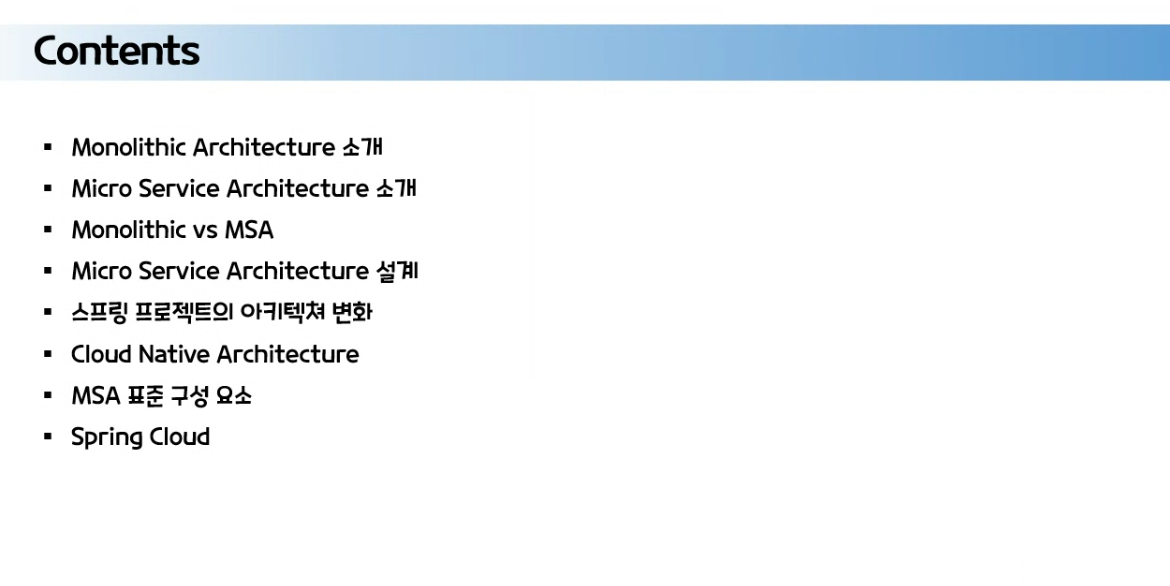 Contents
▪ Monolithic Architecture 소개
▪ Micro Service Architecture 소개
▪ Monolithic vs MSA
▪ Micro Service Architecture 설계
▪ 스프링 프로젝트의 아키텍쳐 변화
▪ Cloud Native Architecture
▪ MSA 표준 구성 요소
▪ Spring Cloud